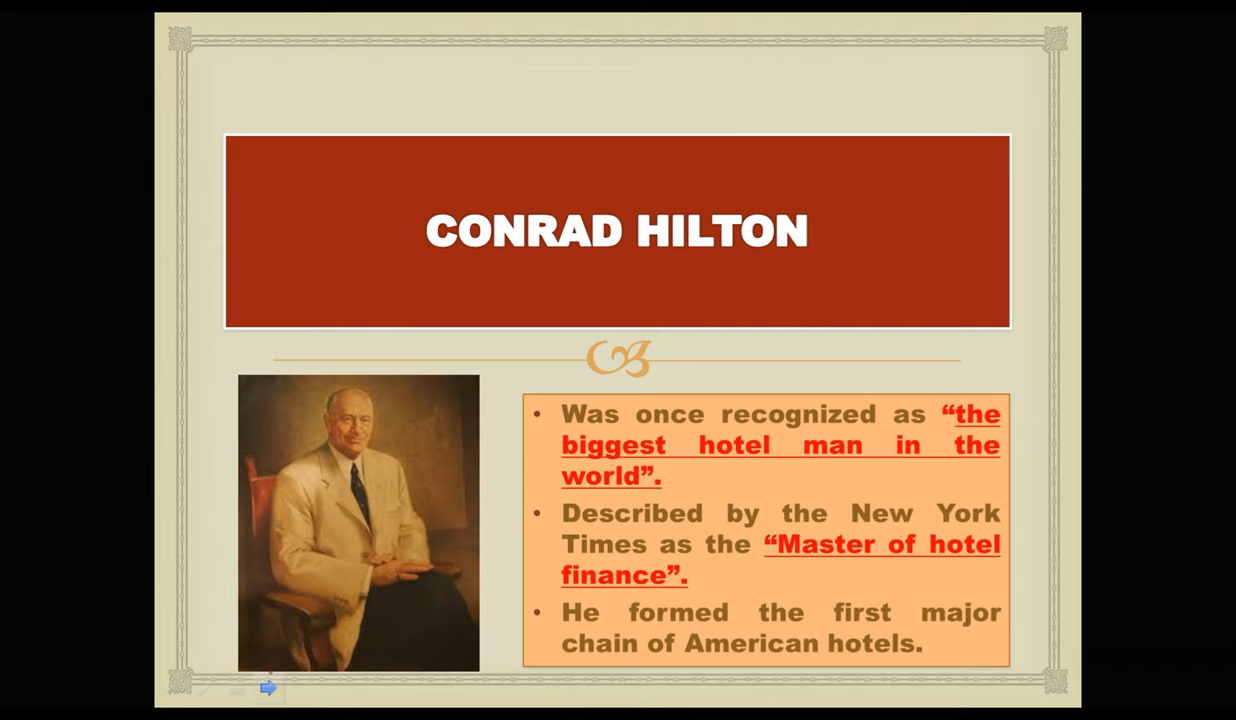 CONRAD HILTON
• Was once recognized as “the
biggest hotel man in the
world”.
• Described by the New York
Times as the “Master of hotel
finance”.
• He formed the first major
chain of American hotels.